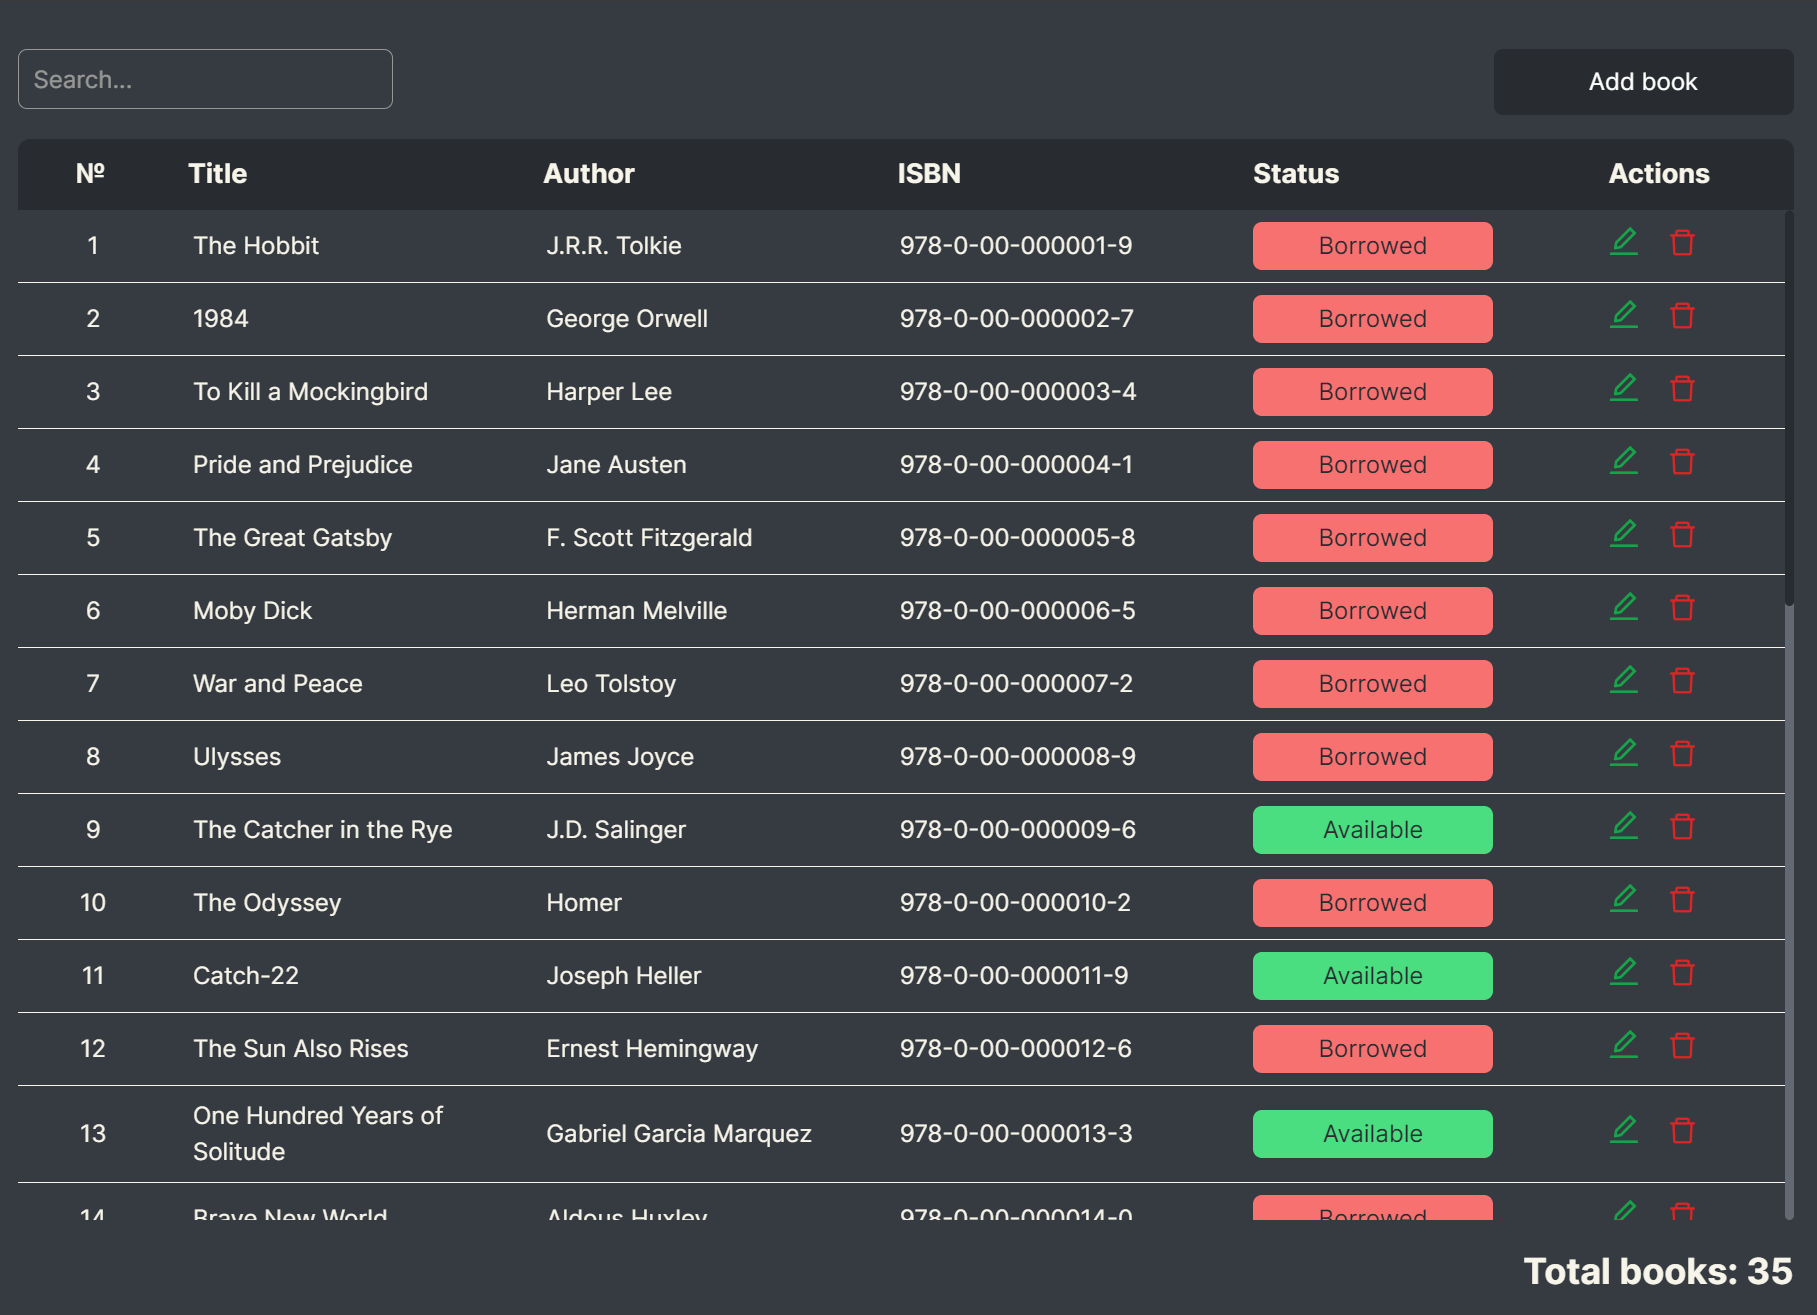 Search...
Add book
Nº Title Author ISBN Status Actions
1 The Hobbit J.R.R. Tolkie 978-0-00-000001-9 Borrowed
2 1984 George Orwell 978-0-00-000002-7 Borrowed
3 To Kill a Mockingbird Harper Lee 978-0-00-000003-4 Borrowed
4 Pride and Prejudice Jane Austen 978-0-00-000004-1 Borrowed
5 The Great Gatsby F. Scott Fitzgerald 978-0-00-000005-8 Borrowed
6 Moby Dick Herman Melville 978-0-00-000006-5 Borrowed
7 War and Peace Leo Tolstoy 978-0-00-000007-2 Borrowed
8 Ulysses James Joyce 978-0-00-000008-9 Borrowed
9 The Catcher in the Rye J.D. Salinger 978-0-00-000009-6 Available
10 The Odyssey Homer 978-0-00-000010-2 Borrowed
11 Catch-22 Joseph Heller 978-0-00-000011-9 Available
12 The Sun Also Rises Ernest Hemingway 978-0-00-000012-6 Borrowed
13 One Hundred Years of
Solitude Gabriel Garcia Marquez 978-0-00-000013-3 Available
14 Brave New World Aldous Huxley 978-0-00-000014-0 Borrowed
Total books: 35